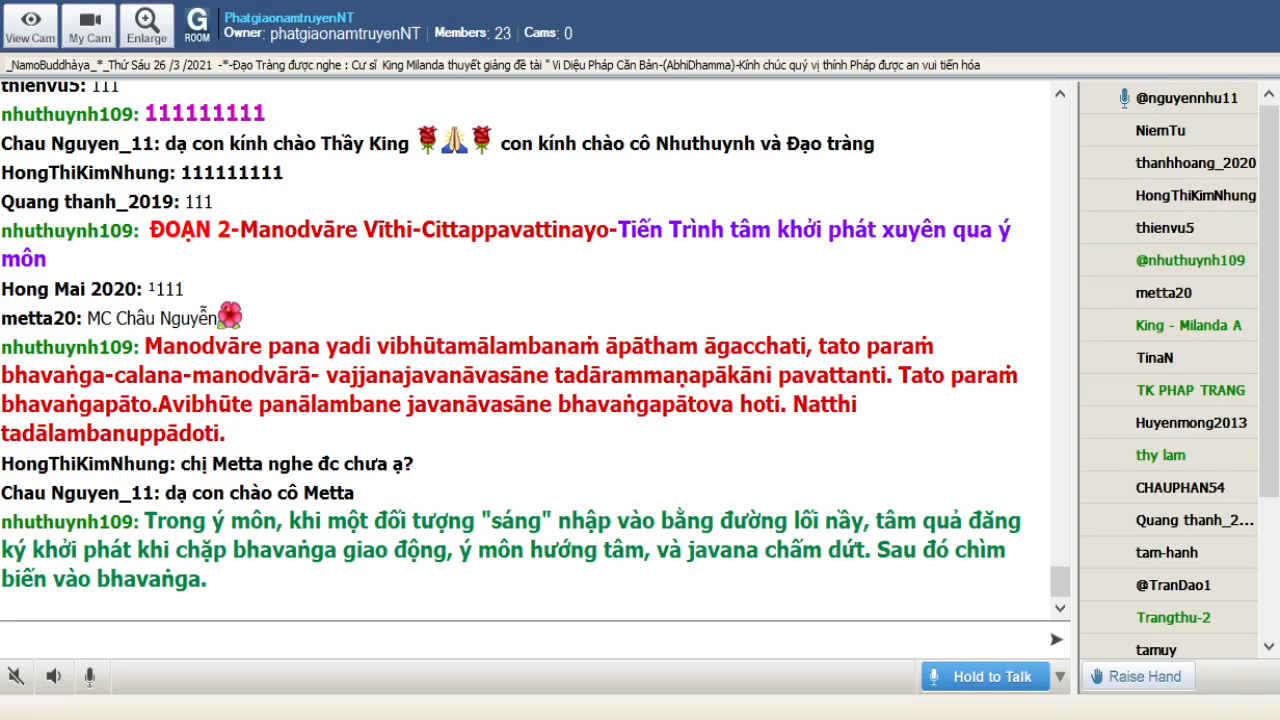 PhatgiaonamtruyenNT
View Cam
My Cam
Enlarge
G
ROOM
Owner: phatgiaonamtruyenNT | Members: 23 | Cams: 0
_NamoBuddhàya_*_Thứ Sáu 26 /3 /2021 -*-Đạo Tràng được nghe : Cư sĩ King Milanda thuyết giảng đề tài " Vi Diệu Pháp Căn Bản-(AbhiDhamma)-Kính chúc quý vị thính Pháp được an vui tiến hóa
thienvu5: 111
nhuthuynh109: 111111111
Chau Nguyen_11: dạ con kính chào Thầy King 🌹🙏🌹 con kính chào cô Nhuthuynh và Đạo tràng
HongThiKimNhung: 111111111
Quang thanh_2019: 111
nhuthuynh109: ĐOẠN 2-Manodvāre Vīthi-Cittappavattinayo-Tiến Trình tâm khởi phát xuyên qua ý
môn
Hong Mai 2020: ¹111
metta20: MC Châu Nguyễn🌺
nhuthuynh109: Manodvāre pana yadi vibhūtamālambanaṁ āpātham āgacchati, tato paraṁ
bhavaṅga-calana-manodvārā- vajjanajavanāvasāne tadārammaṇapākāni pavattanti. Tato paraṁ
bhavaṅgapāto.Avibhūte panālambane javanāvasāne bhavaṅgapātova hoti. Natthi
tadālambanuppādoti.
HongThiKimNhung: chị Metta nghe đc chưa ạ?
Chau Nguyen_11: dạ con chào cô Metta
nhuthuynh109: Trong ý môn, khi một đối tượng "sáng" nhập vào bằng đường lối nầy, tâm quả đăng
ký khởi phát khi chặp bhavaṅga giao động, ý môn hướng tâm, và javana chấm dứt. Sau đó chìm
biến vào bhavaṅga.
@nguyennhu11
NiemTu
thanhhoang_2020
HongThiKimNhung
thienvu5
@nhuthuynh109
metta20
King - Milanda A
TinaN
TK PHAP TRANG
Huyenmong2013
thy lam
CHAUPHAN54
Quang thanh_2...
tam-hanh
@TranDao1
Trangthu-2
tamuy
Hold to Talk
Raise Hand